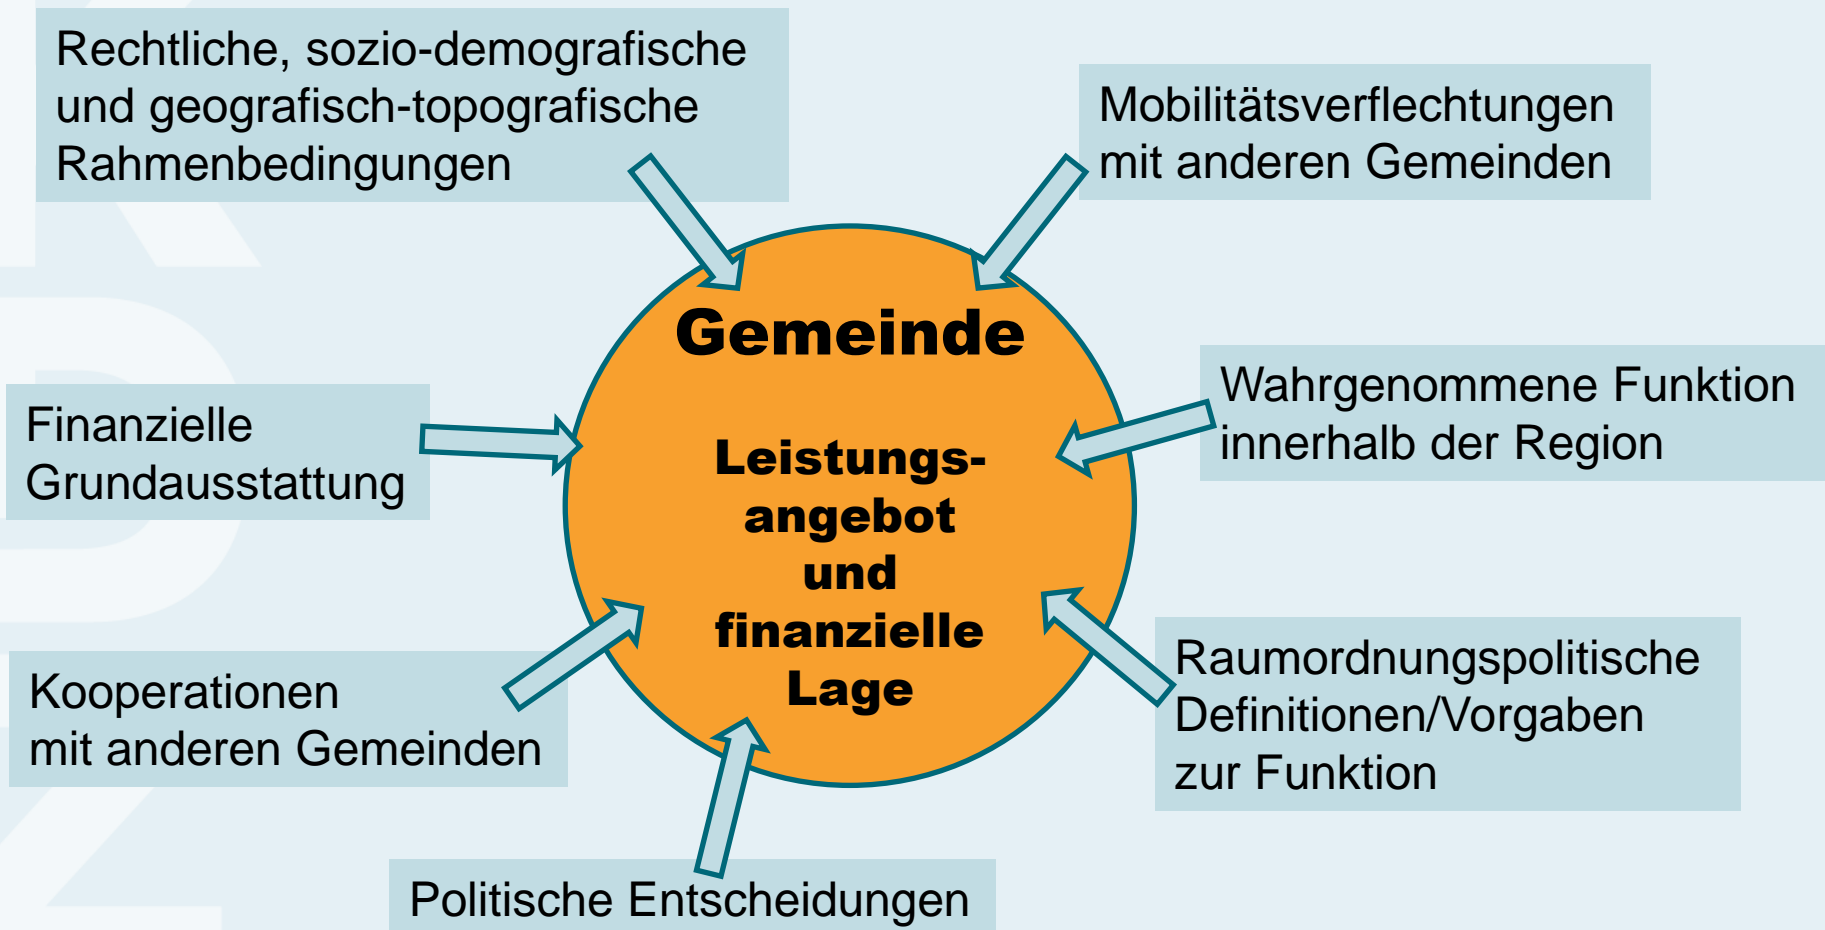 Rechtliche, sozio-demografische
und geografisch-topografische
Rahmenbedingungen
Mobilitätsverflechtungen
mit anderen Gemeinden
Gemeinde
Leistungs-
angebot
und
finanzielle
Lage
Finanzielle
Grundausstattung
Wahrgenommene Funktion
innerhalb der Region
Kooperationen
mit anderen Gemeinden
Raumordnungspolitische
Definitionen/Vorgaben
zur Funktion
Politische Entscheidungen